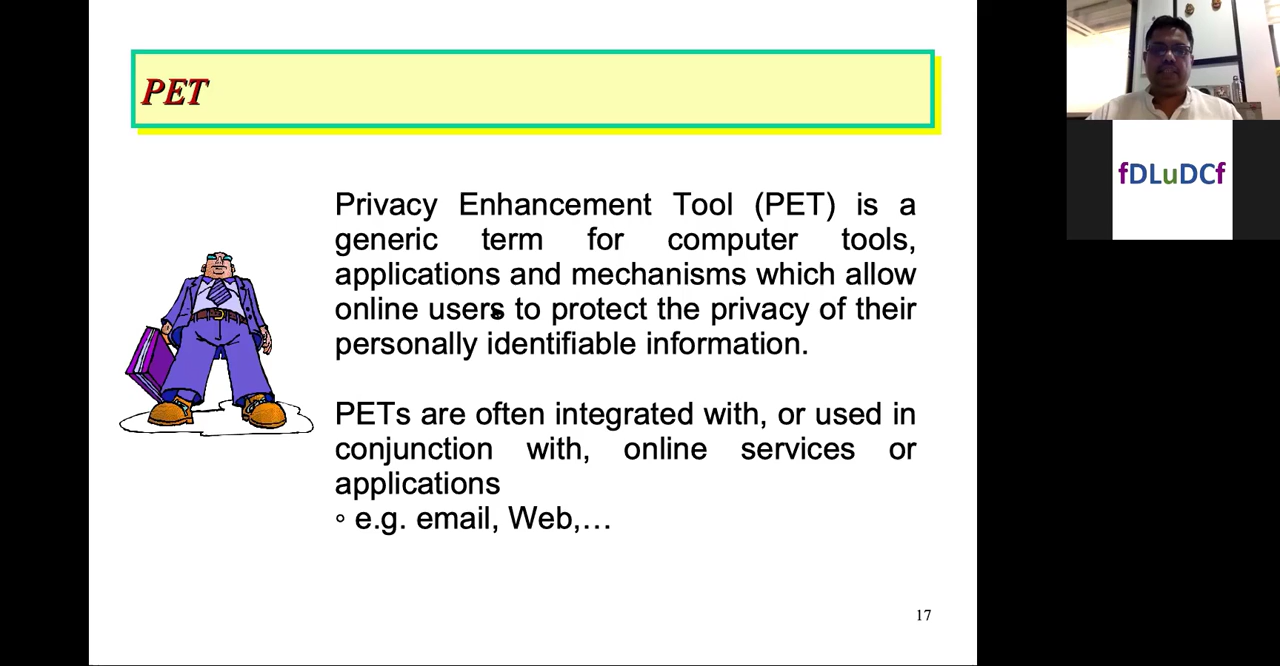 PET
Privacy Enhancement Tool (PET) is a
generic term for computer tools,
applications and mechanisms which allow
online users to protect the privacy of their
personally identifiable information.
PETs are often integrated with, or used in
conjunction with, online services or
applications
◦ e.g. email, Web,…
17
fDLuDCf